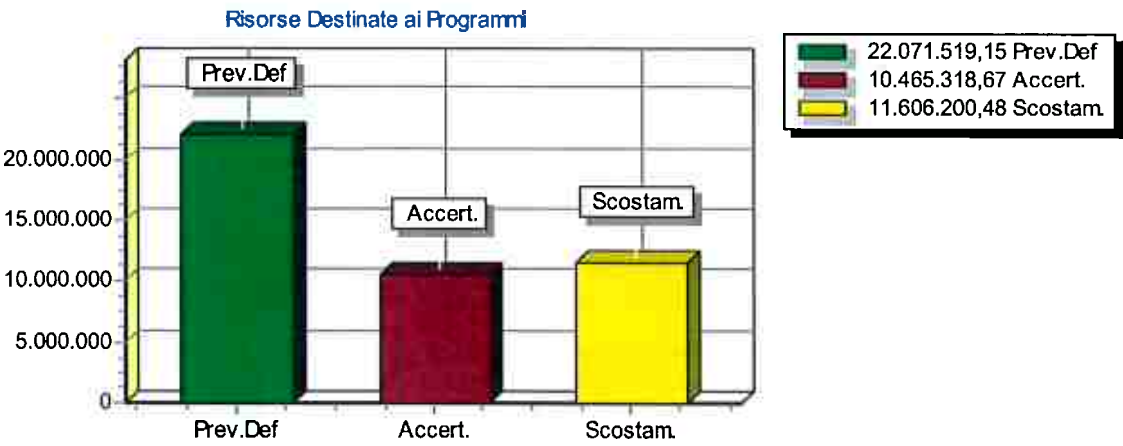 Risorse Destinate ai Programmi
22.071.519,15 Prev.Def
10.465.318,67 Accert.
11.606.200,48 Scostam.
Prev.Def
Accert.
Scostam.
20.000.000
15.000.000
10.000.000
5.000.000
0
Prev.Def Accert. Scostam.